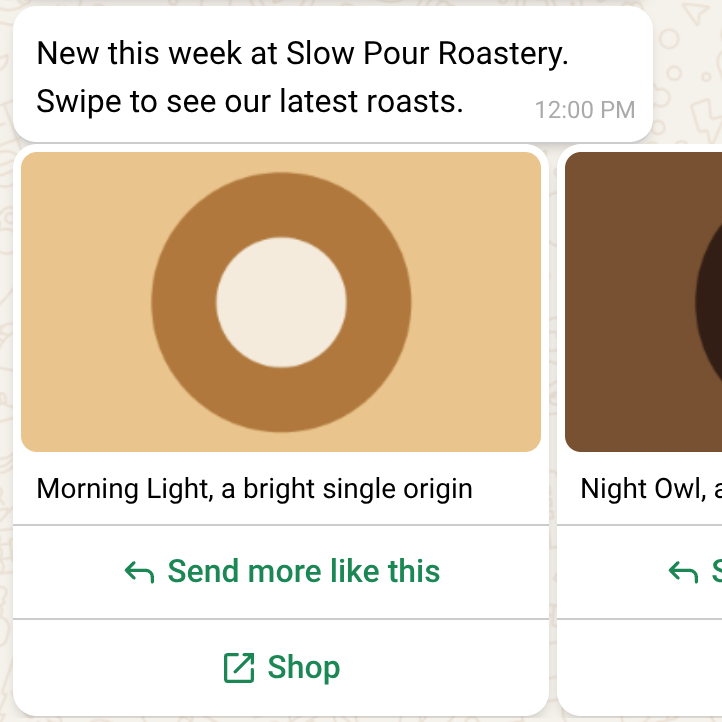 New this week at Slow Pour Roastery.
Swipe to see our latest roasts.
12:00 PM
Morning Light, a bright single origin
Send more like this
Shop
Night Owl,